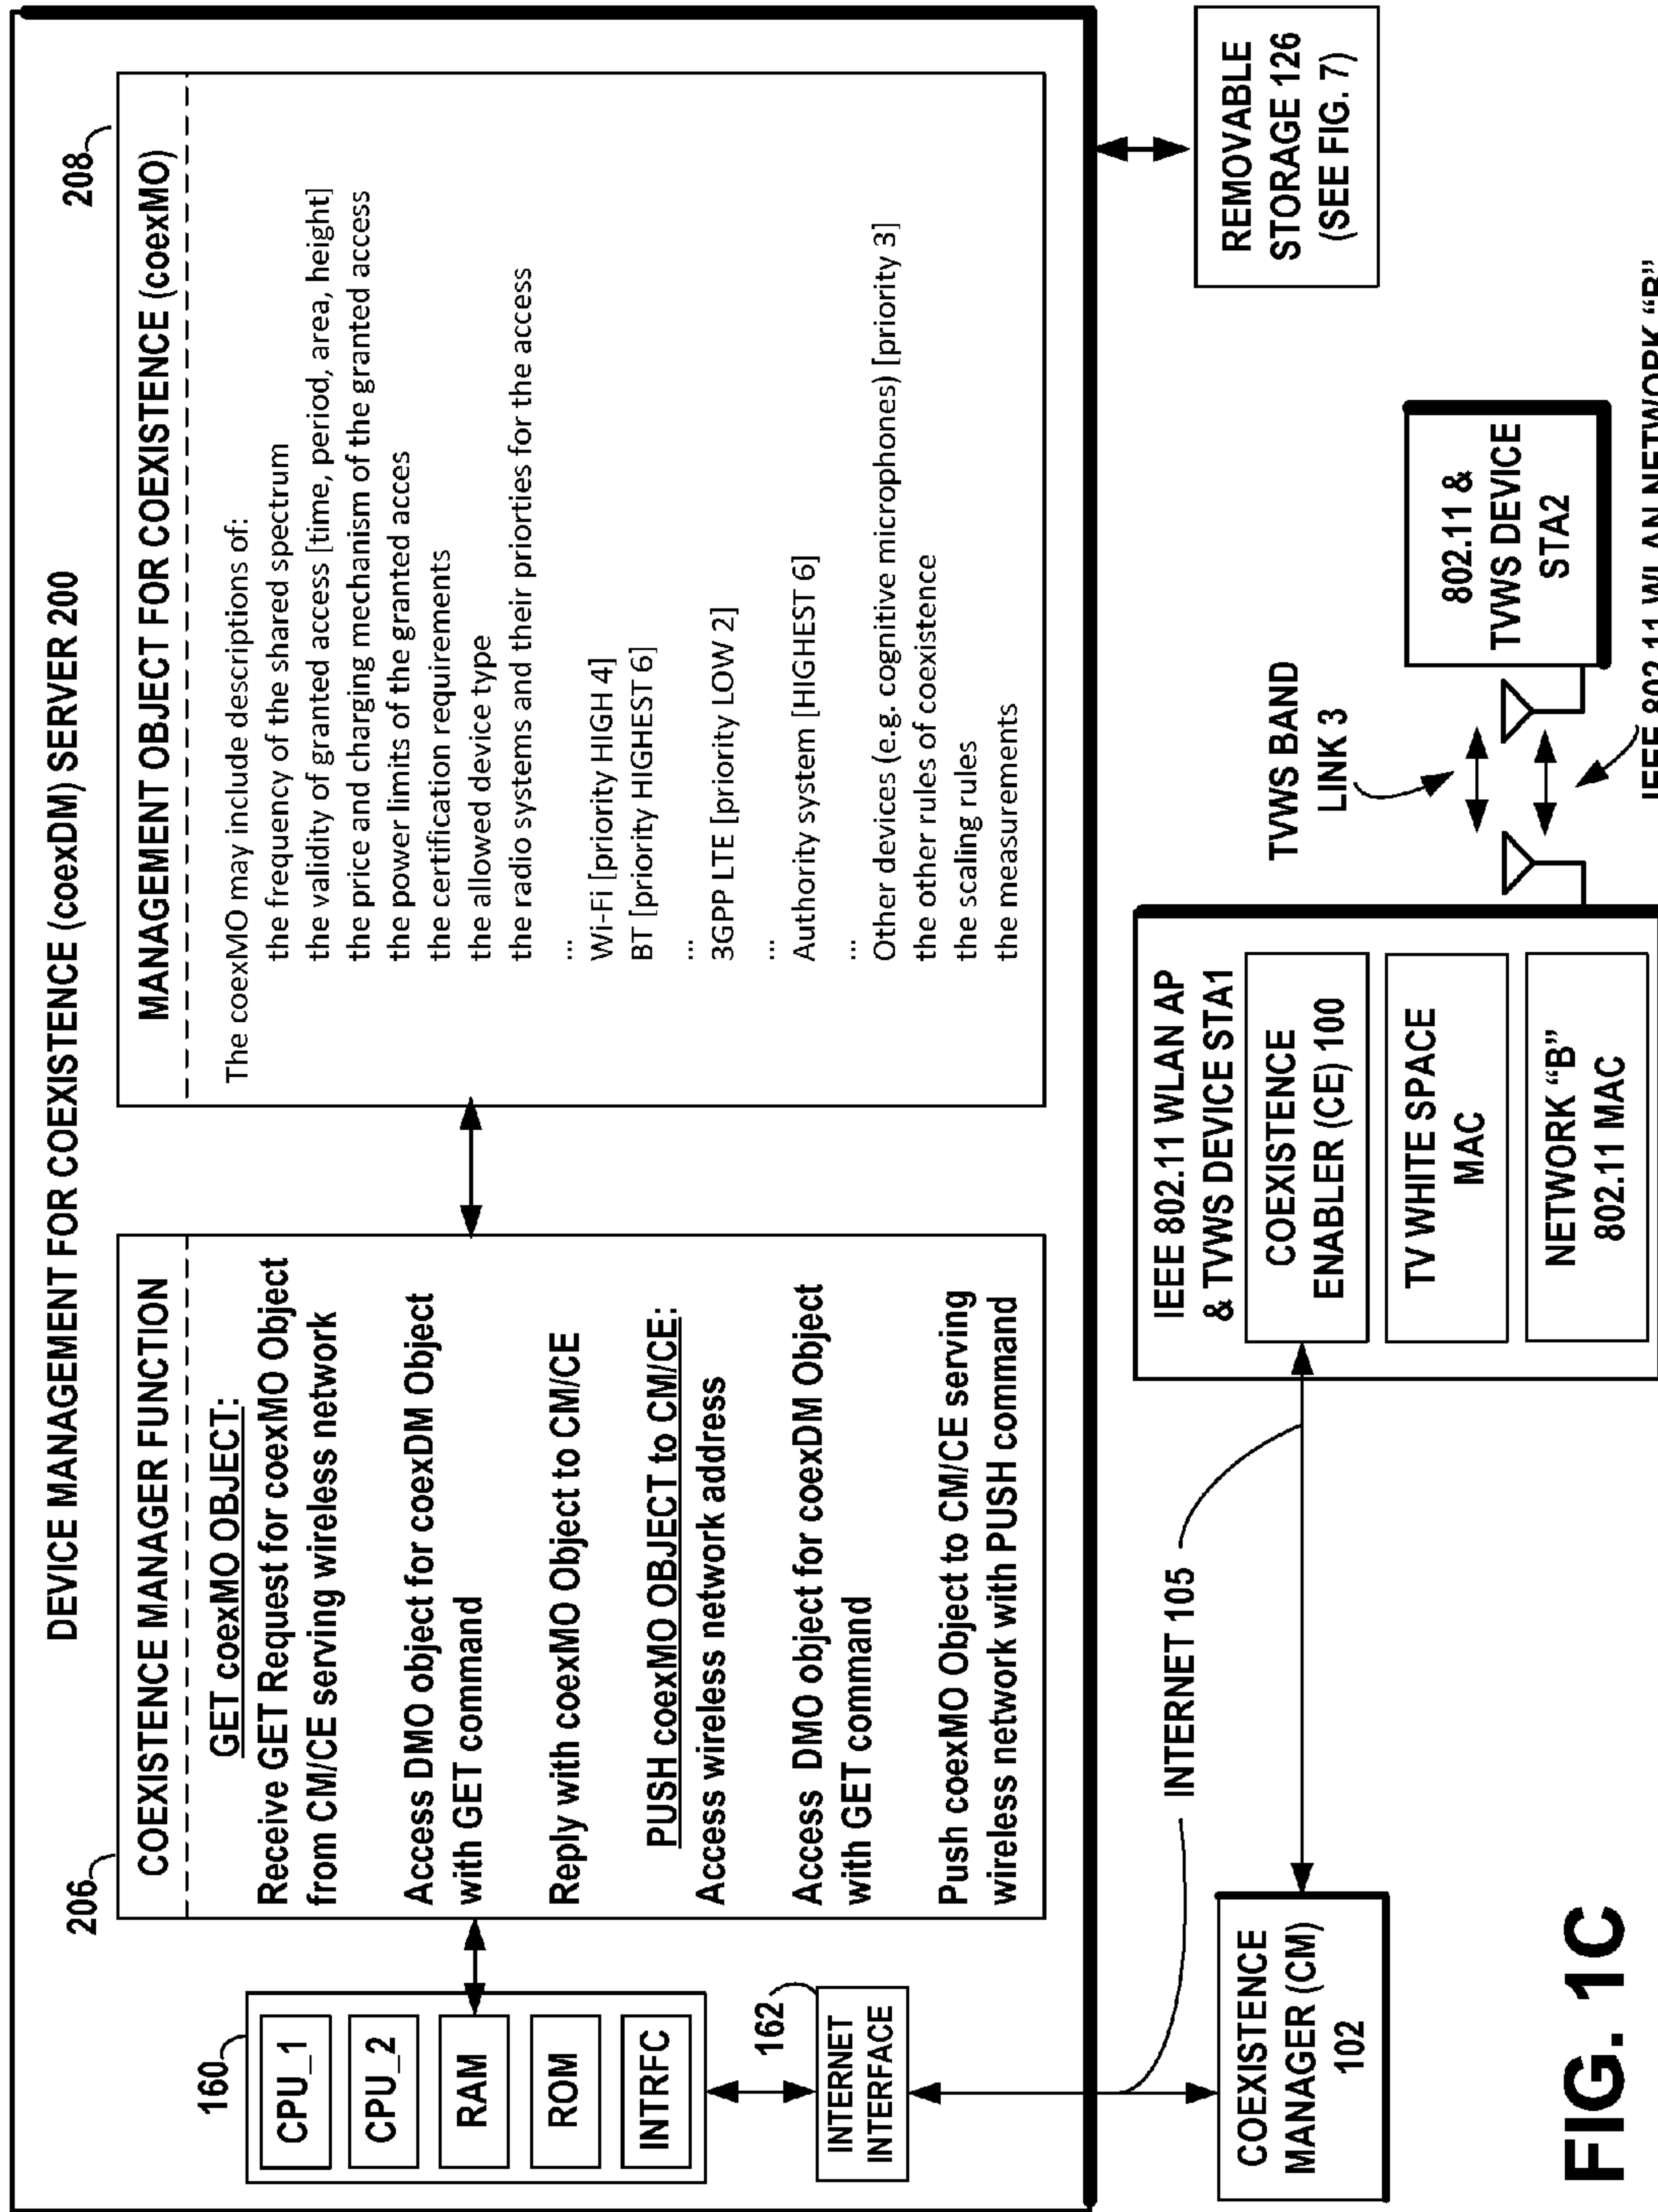 DEVICE MANAGEMENT FOR COEXISTENCE (coexDM) SERVER 200
206
COEXISTENCE MANAGER FUNCTION
GET coexMO OBJECT:
Receive GET Request for coexMO Object
from CM/CE serving wireless network
Access DMO object for coexDM Object
with GET command
Reply with coexMO Object to CM/CE
PUSH coexMO OBJECT to CM/CE:
Access wireless network address
Access DMO object for coexDM Object
with GET command
Push coexMO Object to CM/CE serving
wireless network with PUSH command
208
MANAGEMENT OBJECT FOR COEXISTENCE (coexMO)
The coexMO may include descriptions of:
the frequency of the shared spectrum
the validity of granted access [time, period, area, height]
the price and charging mechanism of the granted access
the power limits of the granted acces
the certification requirements
the allowed device type
the radio systems and their priorties for the access
...
Wi-Fi [priority HIGH 4]
BT [priority HIGHEST 6]
...
3GPP LTE [priority LOW 2]
...
Authority system [HIGHEST 6]
...
Other devices (e.g. cognitive microphones) [priority 3]
the other rules of coexistence
the scaling rules
the measurements
160
CPU_1
CPU_2
RAM
ROM
INTRFC
162
INTERNET
INTERFACE
INTERNET 105
COEXISTENCE
MANAGER (CM)
102
IEEE 802.11 WLAN AP
& TVWS DEVICE STA1
COEXISTENCE
ENABLER (CE) 100
TV WHITE SPACE
MAC
NETWORK “B”
802.11 MAC
TVWS BAND
LINK 3
802.11 &
TVWS DEVICE
STA2
IEEE 802.11 WLAN NETWORK “B”
REMOVABLE
STORAGE 126
(SEE FIG. 7)
FIG. 1C